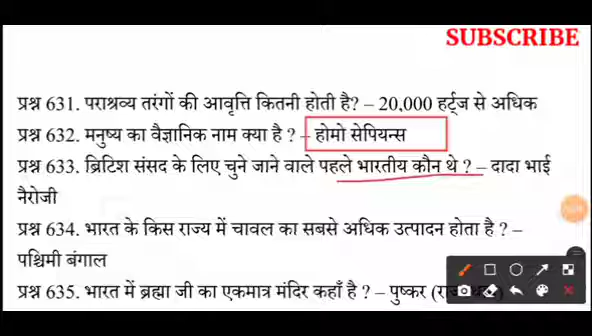 SUBSCRIBE
प्रश्न 631. पराश्रव्य तरंगों की आवृत्ति कितनी होती है? – 20,000 हर्ट्ज से अधिक
प्रश्न 632. मनुष्य का वैज्ञानिक नाम क्या है ? – होमो सेपियन्स
प्रश्न 633. ब्रिटिश संसद के लिए चुने जाने वाले पहले भारतीय कौन थे ? – दादा भाई
नैरोजी
प्रश्न 634. भारत के किस राज्य में चावल का सबसे अधिक उत्पादन होता है ? –
पश्चिमी बंगाल
प्रश्न 635. भारत में ब्रह्मा जी का एकमात्र मंदिर कहाँ है ? – पुष्कर